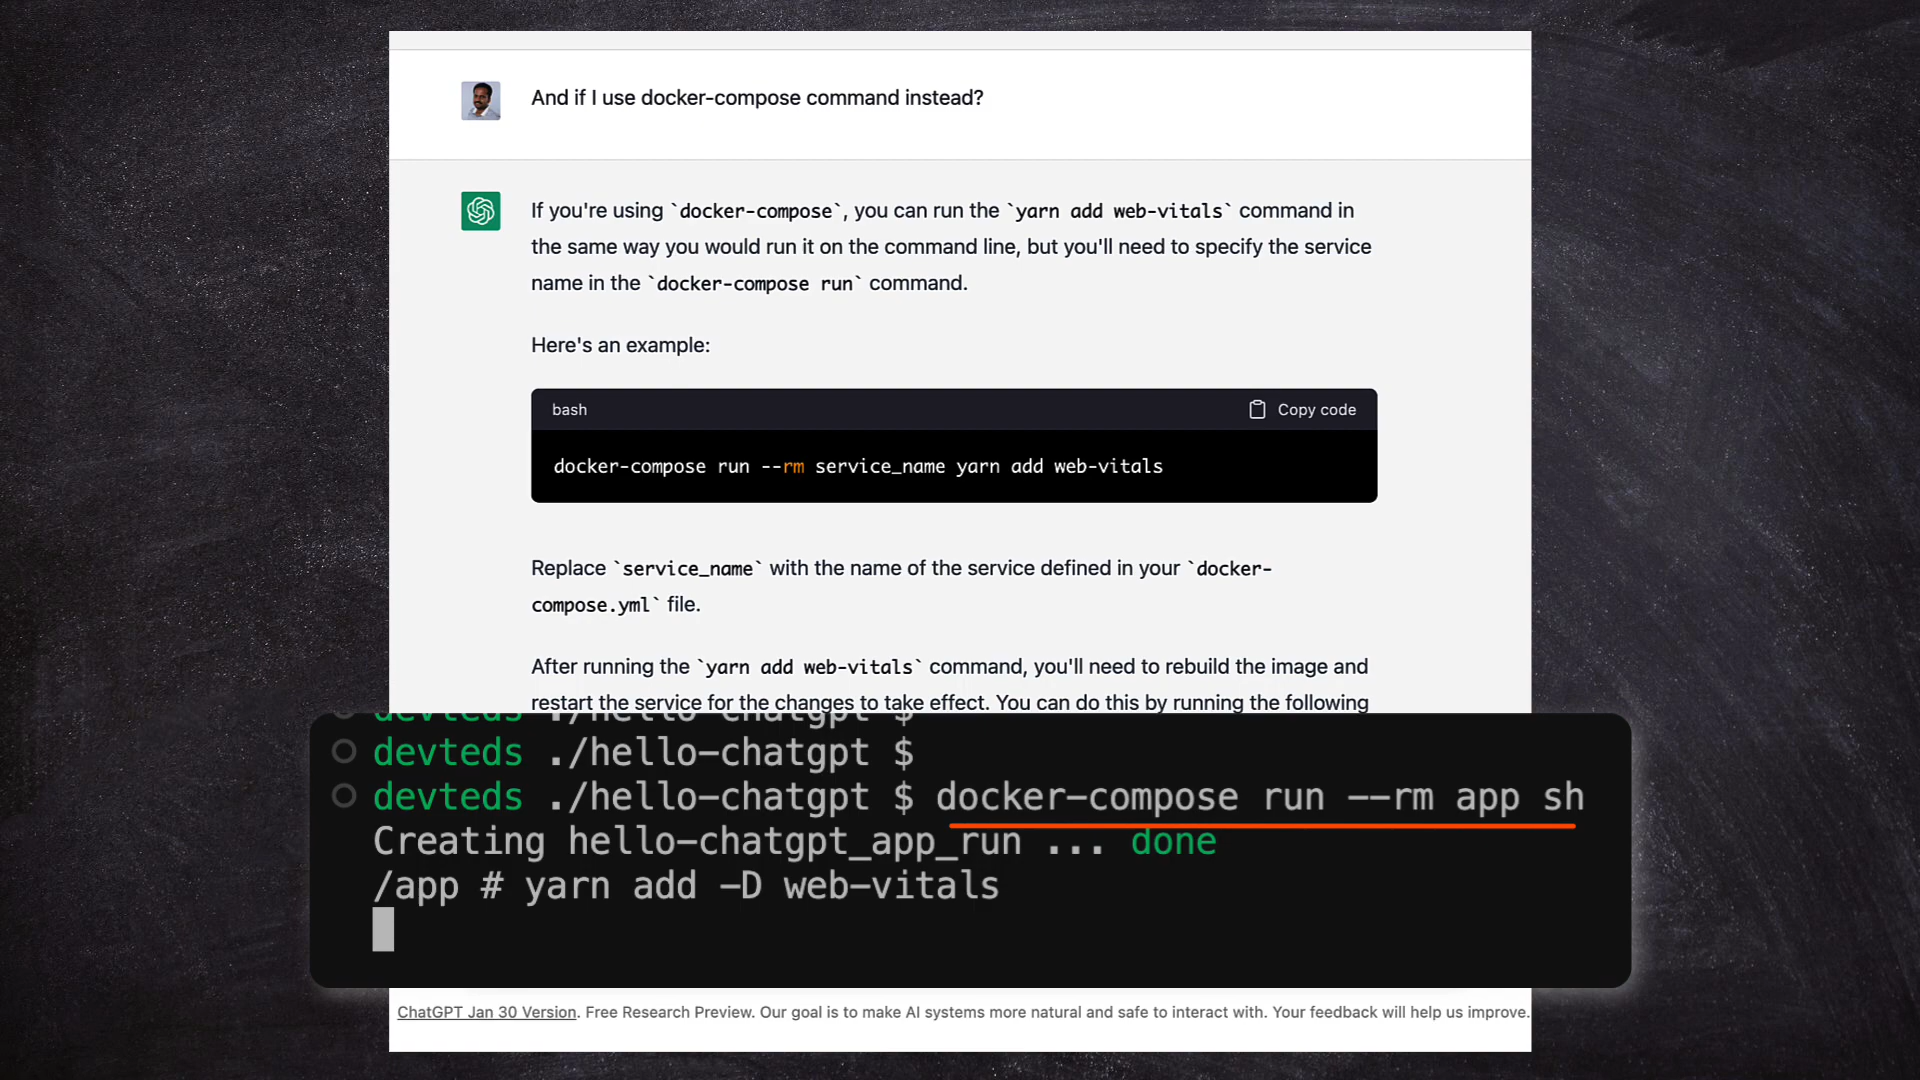 And if I use docker-compose command instead?
If you're using `docker-compose`, you can run the `yarn add web-vitals` command in
the same way you would run it on the command line, but you'll need to specify the service
name in the `docker-compose run` command.
Here's an example:
bash Copy code
docker-compose run --rm service_name yarn add web-vitals
Replace `service_name` with the name of the service defined in your `docker-
compose.yml` file.
After running the `yarn add web-vitals` command, you'll need to rebuild the image and
restart the service for the changes to take effect. You can do this by running the following
devteds ./hello-chatgpt $
devteds ./hello-chatgpt $
devteds ./hello-chatgpt $ docker-compose run --rm app sh
Creating hello-chatgpt_app_run ... done
/app # yarn add -D web-vitals
ChatGPT Jan 30 Version. Free Research Preview. Our goal is to make AI systems more natural and safe to interact with. Your feedback will help us improve.